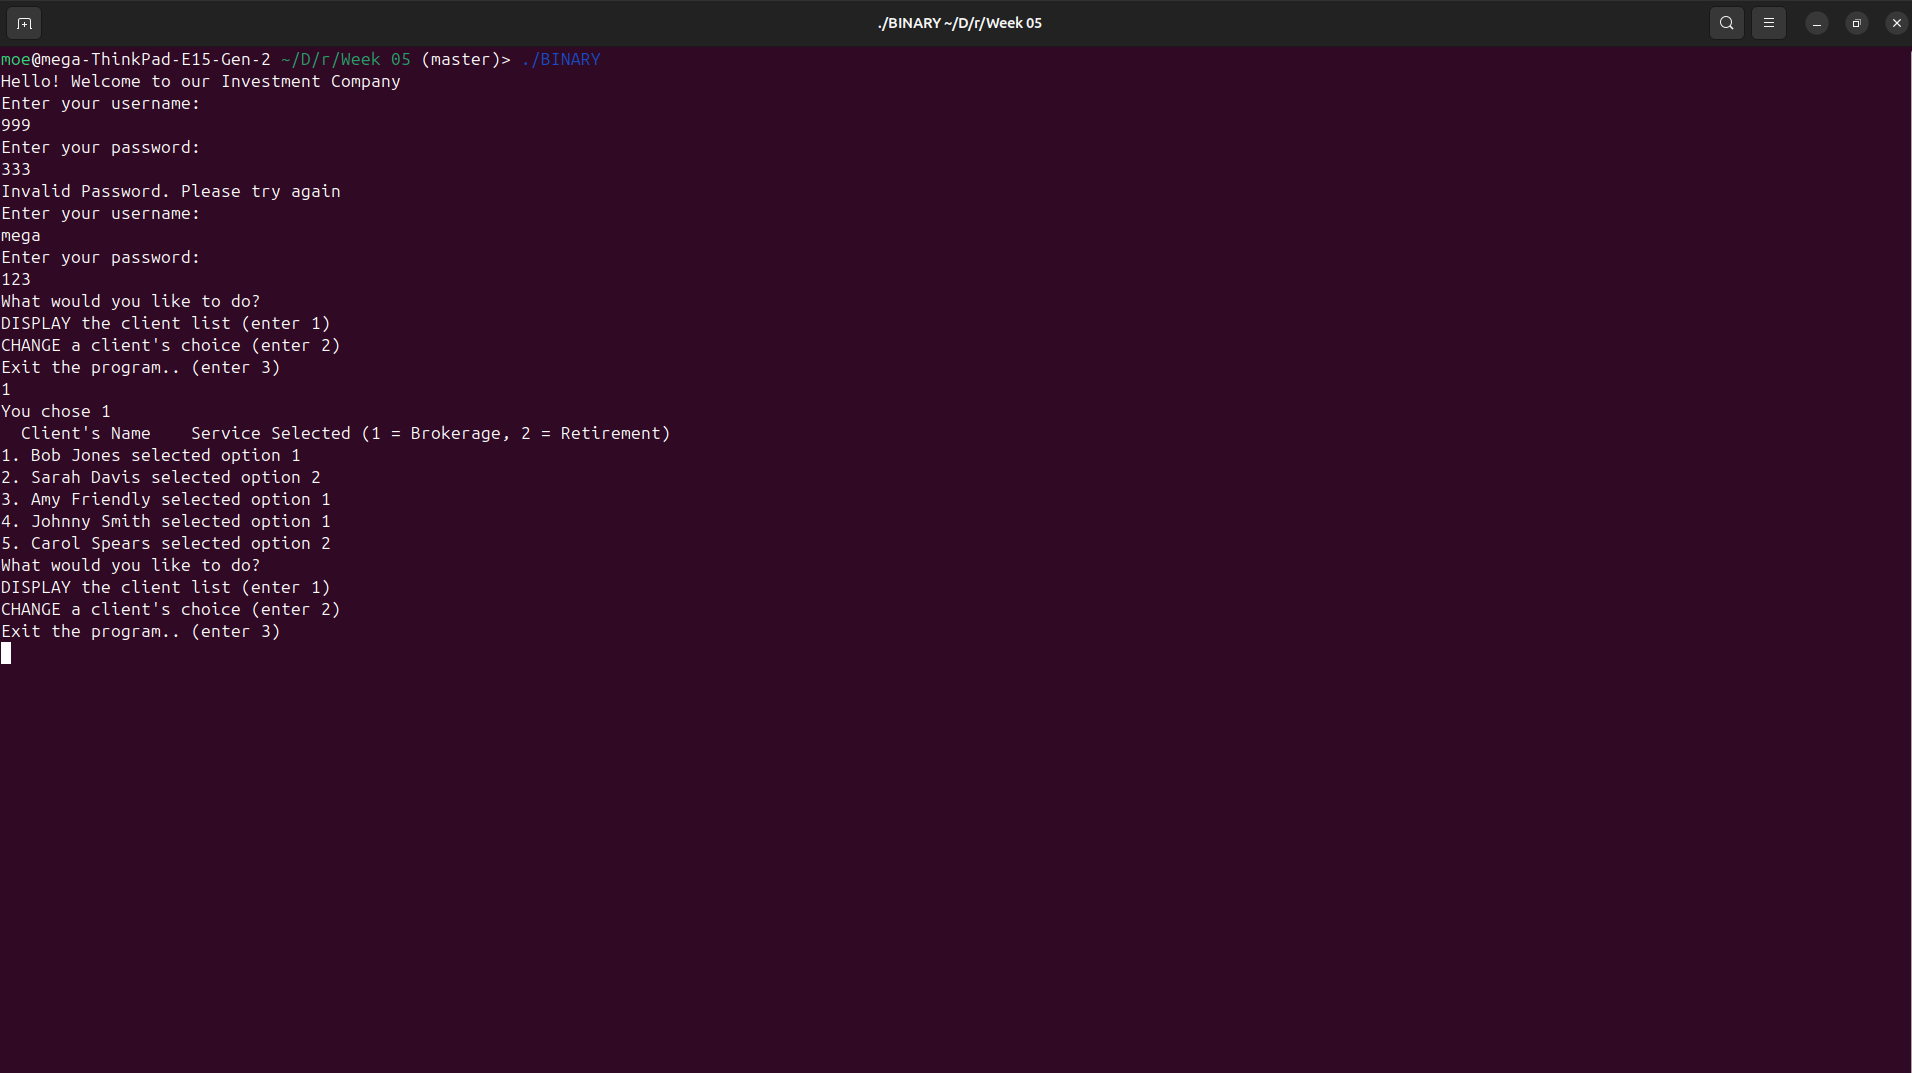 ./BINARY ~/D/r/Week 05
moe@mega-ThinkPad-E15-Gen-2 ~/D/r/Week 05 (master)> ./BINARY
Hello! Welcome to our Investment Company
Enter your username:
999
Enter your password:
333
Invalid Password. Please try again
Enter your username:
mega
Enter your password:
123
What would you like to do?
DISPLAY the client list (enter 1)
CHANGE a client's choice (enter 2)
Exit the program.. (enter 3)
1
You chose 1
  Client's Name    Service Selected (1 = Brokerage, 2 = Retirement)
1. Bob Jones selected option 1
2. Sarah Davis selected option 2
3. Amy Friendly selected option 1
4. Johnny Smith selected option 1
5. Carol Spears selected option 2
What would you like to do?
DISPLAY the client list (enter 1)
CHANGE a client's choice (enter 2)
Exit the program.. (enter 3)